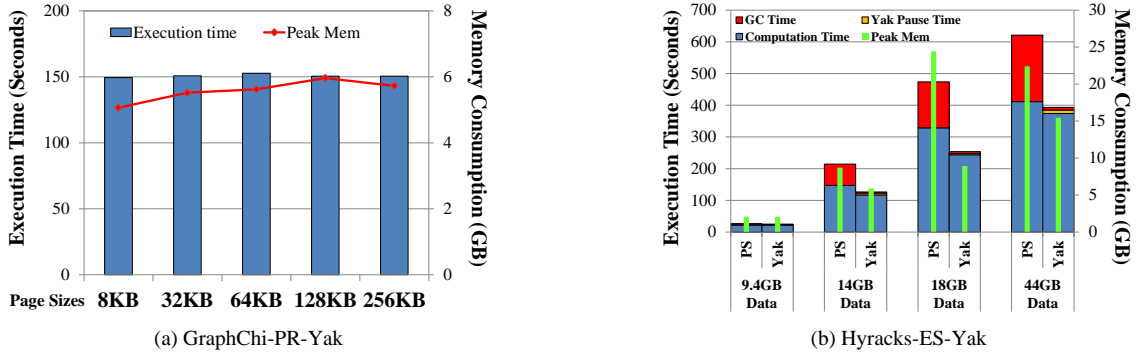 Execution Time (Seconds)
200
150
100
50
0
Execution time
Peak Mem
8
6
4
2
0
Memory Consumption (GB)
Page Sizes 8KB 32KB 64KB 128KB 256KB
(a) GraphChi-PR-Yak
Execution Time (Seconds)
700
600
500
400
300
200
100
0
GC Time
Yak Pause Time
Computation Time
Peak Mem
30
25
20
15
10
5
0
Memory Consumption (GB)
PS Yak PS Yak PS Yak PS Yak
9.4GB 14GB 18GB 44GB
Data Data Data Data
(b) Hyracks-ES-Yak